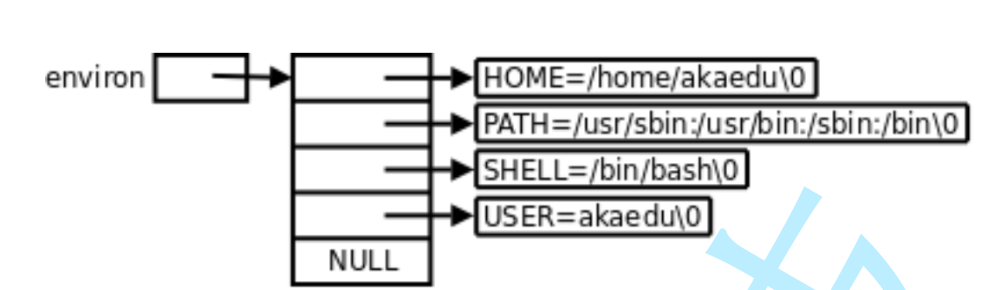 environ
HOME=/home/akaedu\0
PATH=/usr/sbin:/usr/bin:/sbin:/bin\0
SHELL=/bin/bash\0
USER=akaedu\0
NULL